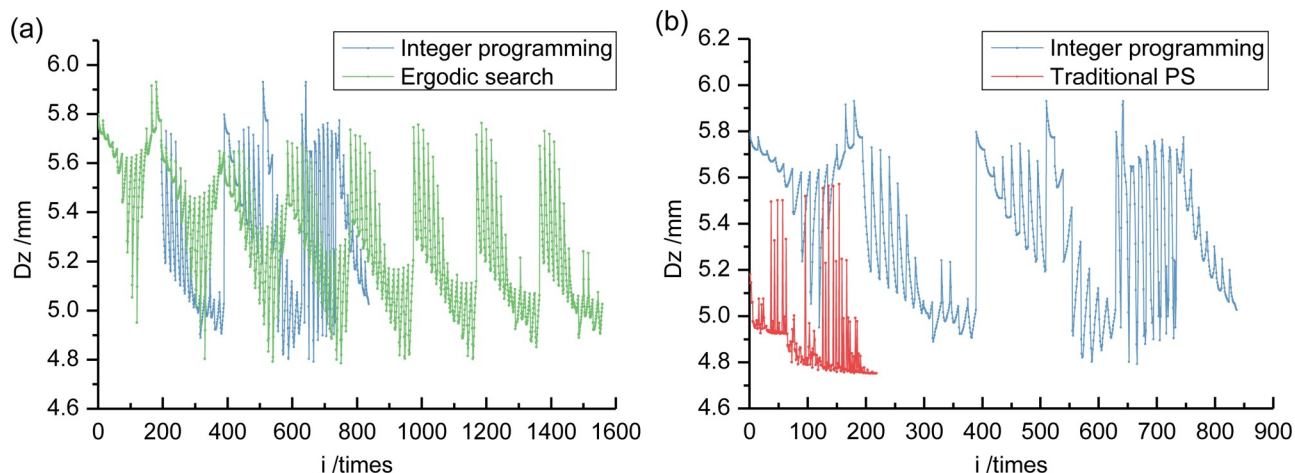 (a)
Integer programming
Ergodic search
6.0
5.8
5.6
5.4
5.2
5.0
4.8
4.6
Dz /mm
0 200 400 600 800 1000 1200 1400 1600
i /times
(b)
Integer programming
Traditional PS
6.2
6.0
5.8
5.6
5.4
5.2
5.0
4.8
4.6
Dz /mm
0 100 200 300 400 500 600 700 800 900
i /times